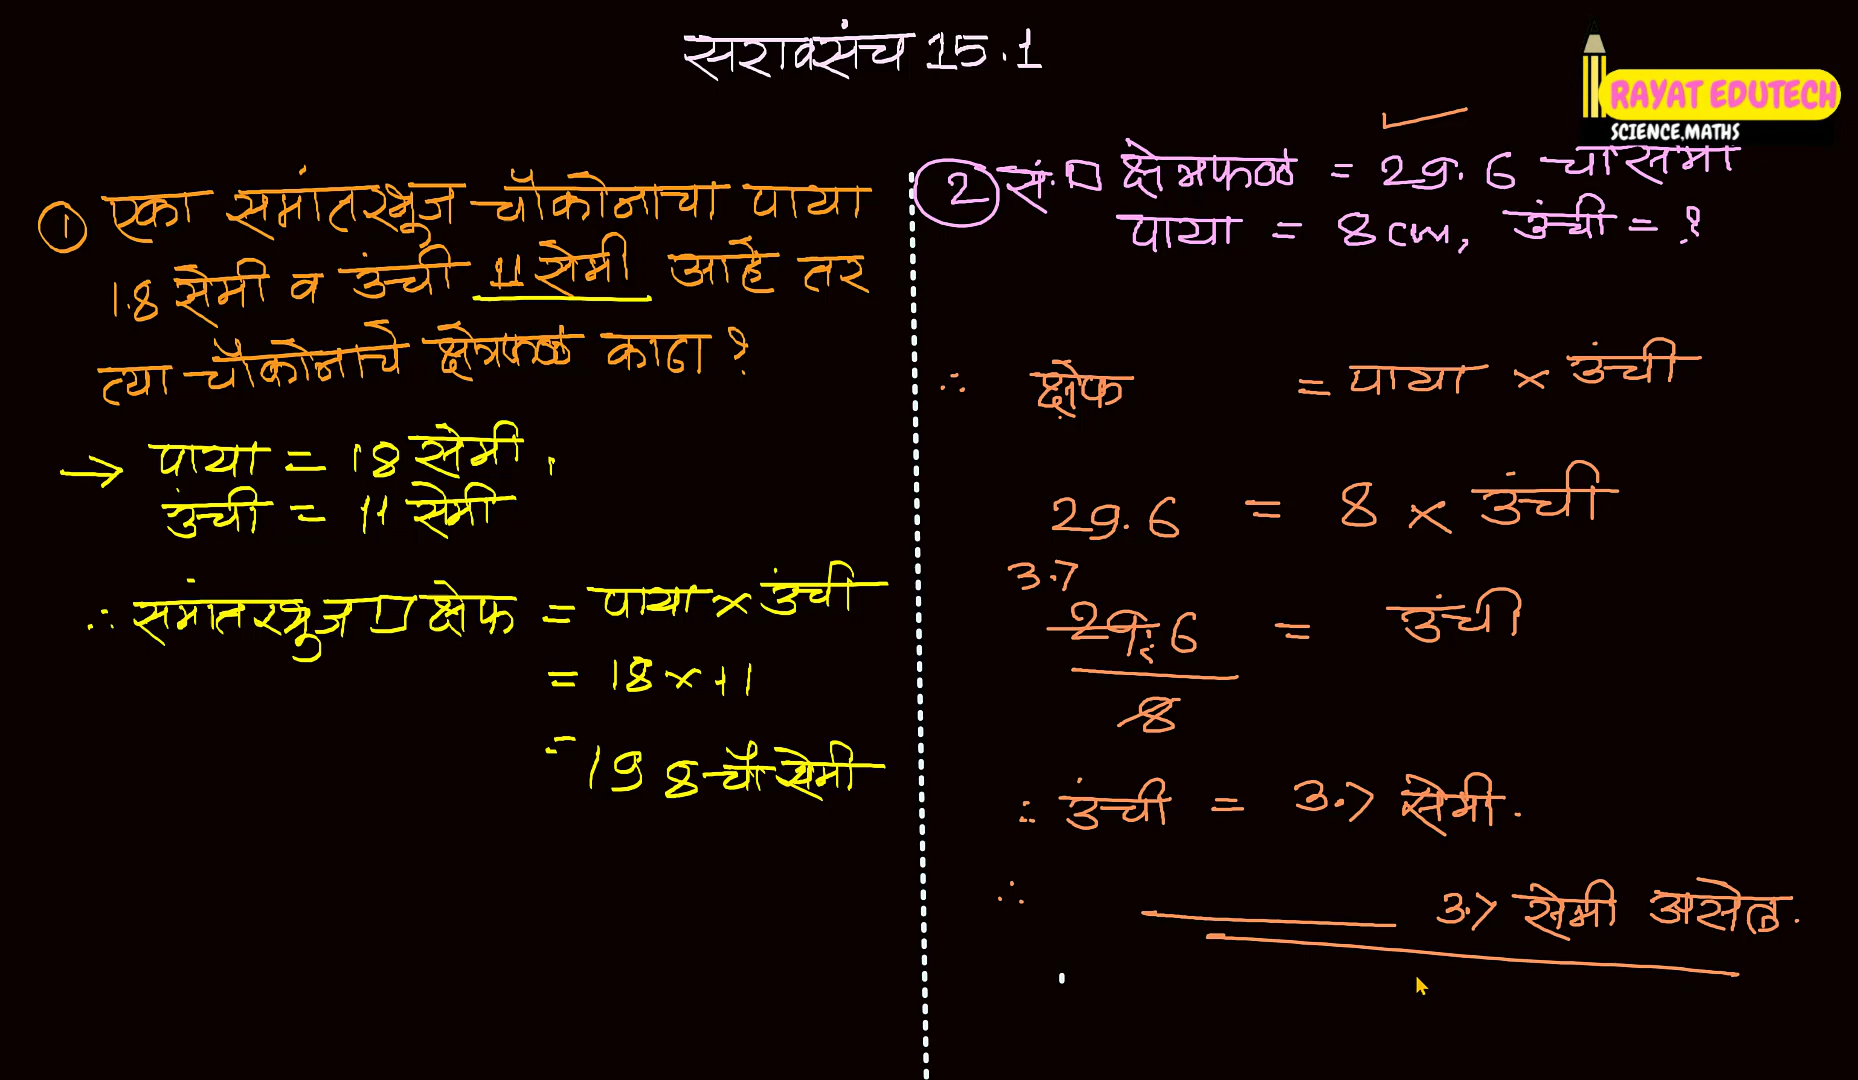 सरावसंच 15.1
RAYAT EDUTECH
SCIENCE.MATHS
① एका समांतरभूज चौकोनाचा पाया
18 सेमी व उंची 11 सेमी आहे तर
त्या चौकोनाचे क्षेत्रफळ काढा ?
→ पाया = 18 सेमी,
उंची = 11 सेमी
∴ समांतरभूज ▱ क्षेफ = पाया × उंची
= 18 × 11
= 198 चौ सेमी
② सं. □ क्षेत्रफळ = 29.6 चौसेमी
पाया = 8 cm, उंची = ?
∴ क्षेफ = पाया × उंची
29.6 = 8 × उंची
3.7
29.6 = उंची
8
∴ उंची = 3.7 सेमी.
∴ 3.7 सेमी असेल.